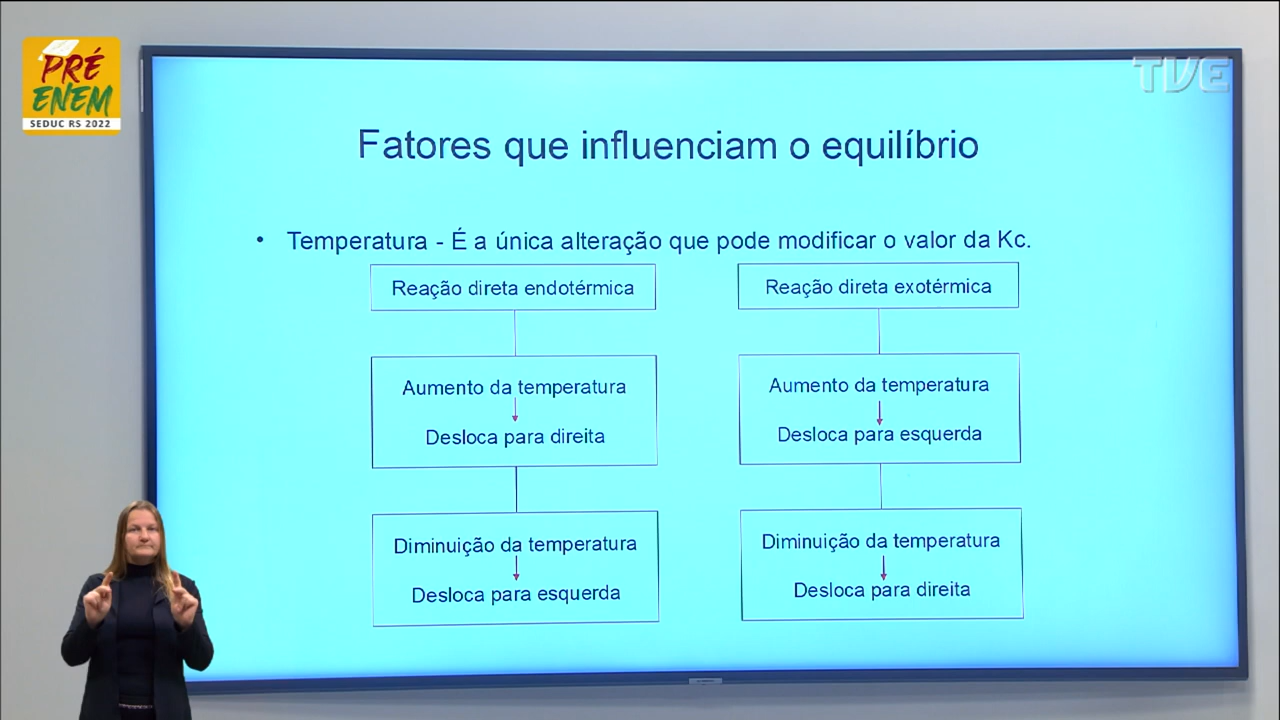 PRÉ
ENEM
SEDUC RS 2022
TVE
Fatores que influenciam o equilíbrio
• Temperatura - É a única alteração que pode modificar o valor da Kc.
Reação direta endotérmica
Aumento da temperatura
Desloca para direita
Diminuição da temperatura
Desloca para esquerda
Reação direta exotérmica
Aumento da temperatura
Desloca para esquerda
Diminuição da temperatura
Desloca para direita